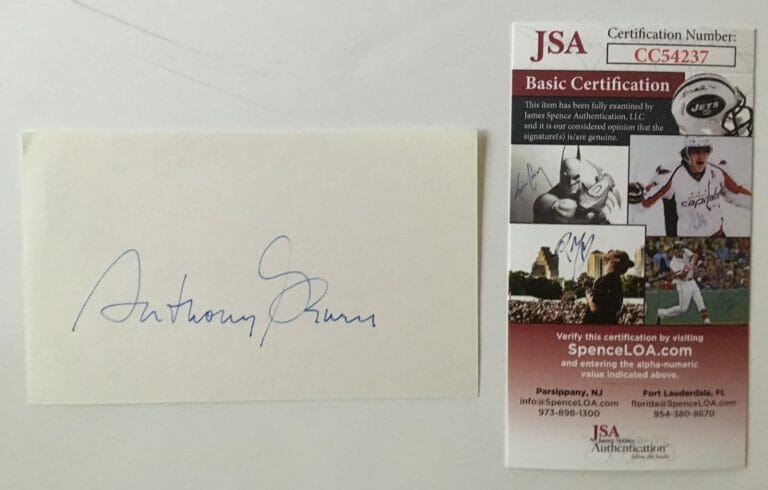 Anthony
JSA
Certification Number:
CC54237
Basic Certification
This item has been fully examined by
James Spence Authentication, LLC
and it is our considered opinion that the
signature(s) is/are genuine.
JETS
capitals
Verify this certification by visiting
SpenceLOA.com
and entering the alpha-numeric
value indicated above.
Parsippany, NJ
info@SpenceLOA.com
973-898-1300
Fort Lauderdale, FL
florida@SpenceLOA.com
954-380-8670
JSA
James Spence
Authentication